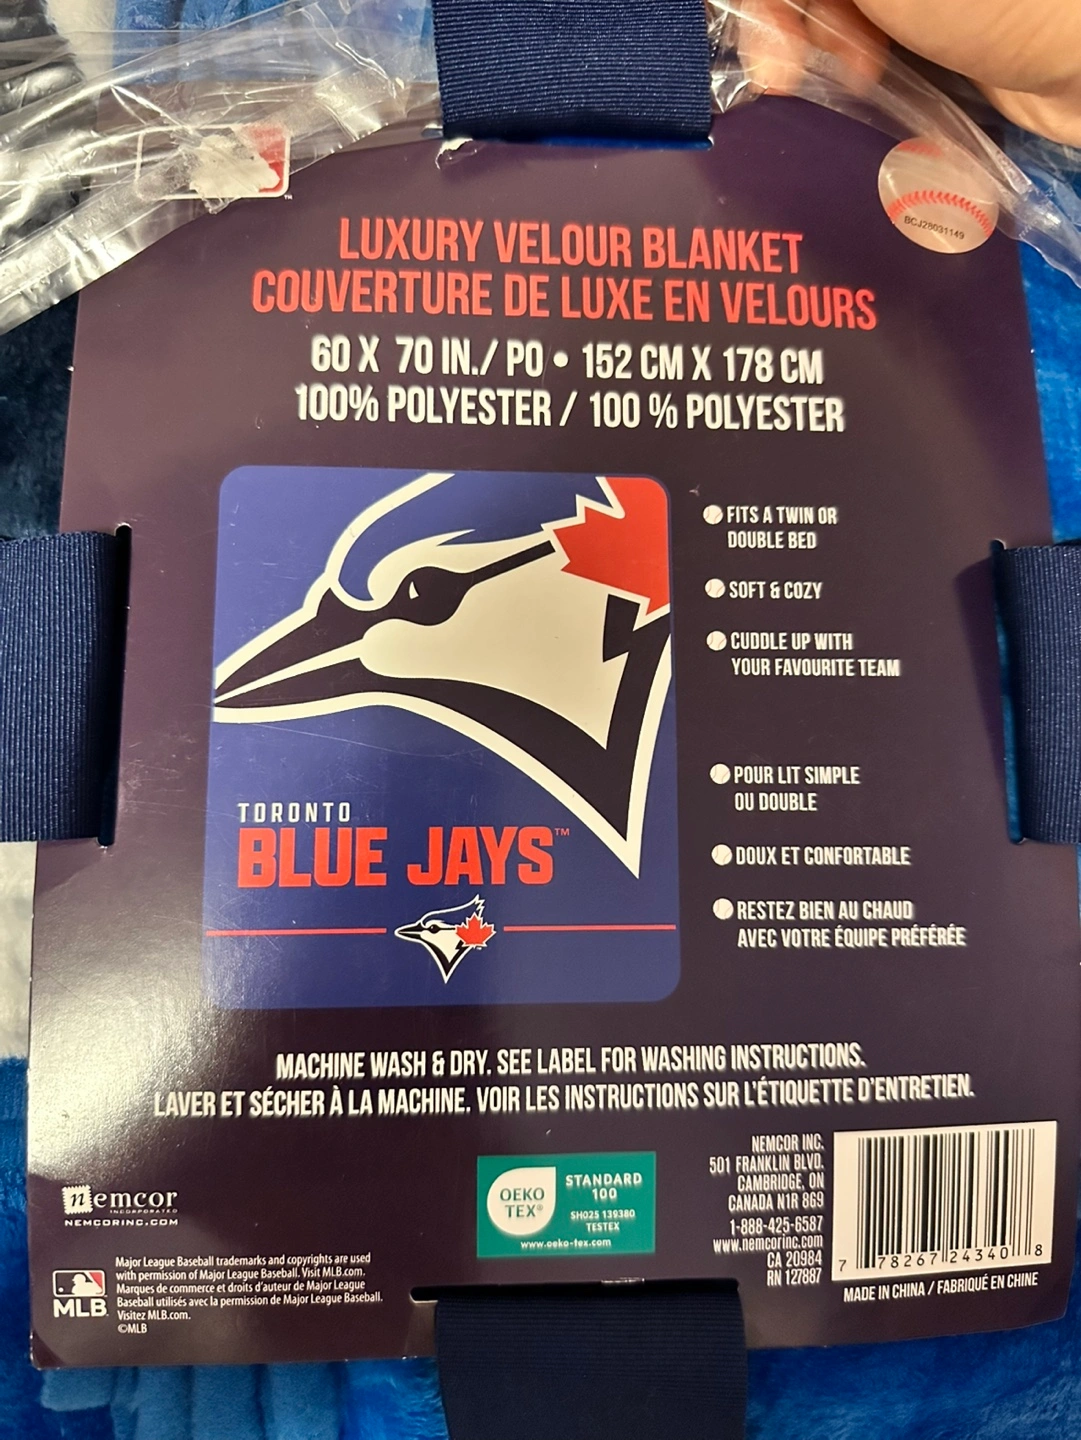 ™
BCJ28031149
LUXURY VELOUR BLANKET
COUVERTURE DE LUXE EN VELOURS
60 X 70 IN./ PO • 152 CM X 178 CM
100% POLYESTER / 100 % POLYESTER
FITS A TWIN OR
DOUBLE BED
SOFT & COZY
CUDDLE UP WITH
YOUR FAVOURITE TEAM
POUR LIT SIMPLE
OU DOUBLE
DOUX ET CONFORTABLE
RESTEZ BIEN AU CHAUD
AVEC VOTRE ÉQUIPE PRÉFÉRÉE
TORONTO
BLUE JAYS™
MACHINE WASH & DRY. SEE LABEL FOR WASHING INSTRUCTIONS.
LAVER ET SÉCHER À LA MACHINE. VOIR LES INSTRUCTIONS SUR L'ÉTIQUETTE D'ENTRETIEN.
nemcor
INCORPORATED
NEMCORINC.COM
MLB
Major League Baseball trademarks and copyrights are used
with permission of Major League Baseball. Visit MLB.com.
Marques de commerce et droits d'auteur de Major League
Baseball utilisés avec la permission de Major League Baseball.
Visitez MLB.com.
©MLB
OEKO
TEX®
STANDARD
100
SH025 139380
TESTEX
www.oeko-tex.com
NEMCOR INC.
501 FRANKLIN BLVD.
CAMBRIDGE, ON
CANADA N1R 8G9
1-888-425-6587
www.nemcorinc.com
CA 20984
RN 127887
7 78267 24340 8
MADE IN CHINA / FABRIQUÉ EN CHINE